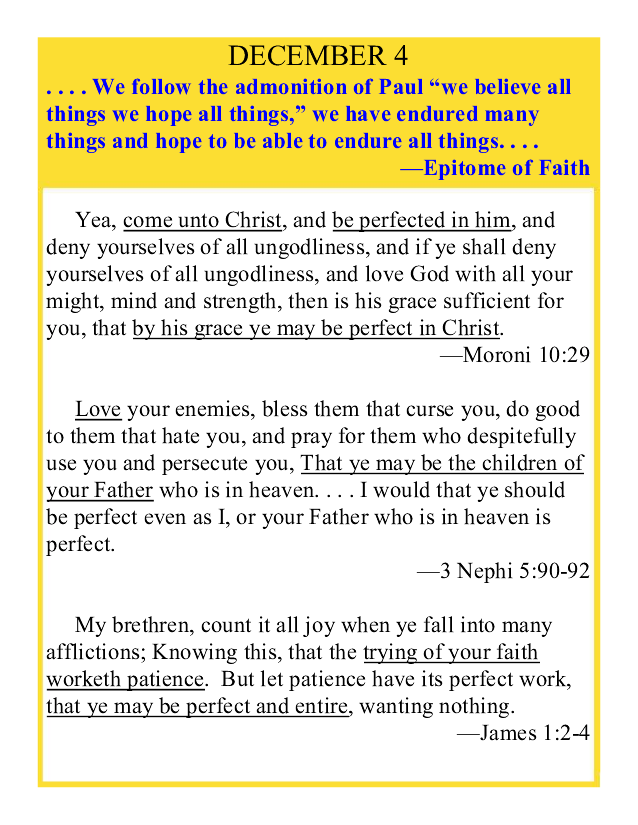 DECEMBER 4
. . . . We follow the admonition of Paul “we believe all
things we hope all things,” we have endured many
things and hope to be able to endure all things. . . .
—Epitome of Faith
Yea, come unto Christ, and be perfected in him, and
deny yourselves of all ungodliness, and if ye shall deny
yourselves of all ungodliness, and love God with all your
might, mind and strength, then is his grace sufficient for
you, that by his grace ye may be perfect in Christ.
—Moroni 10:29
Love your enemies, bless them that curse you, do good
to them that hate you, and pray for them who despitefully
use you and persecute you, That ye may be the children of
your Father who is in heaven. . . . I would that ye should
be perfect even as I, or your Father who is in heaven is
perfect.
—3 Nephi 5:90-92
My brethren, count it all joy when ye fall into many
afflictions; Knowing this, that the trying of your faith
worketh patience.  But let patience have its perfect work,
that ye may be perfect and entire, wanting nothing.
—James 1:2-4